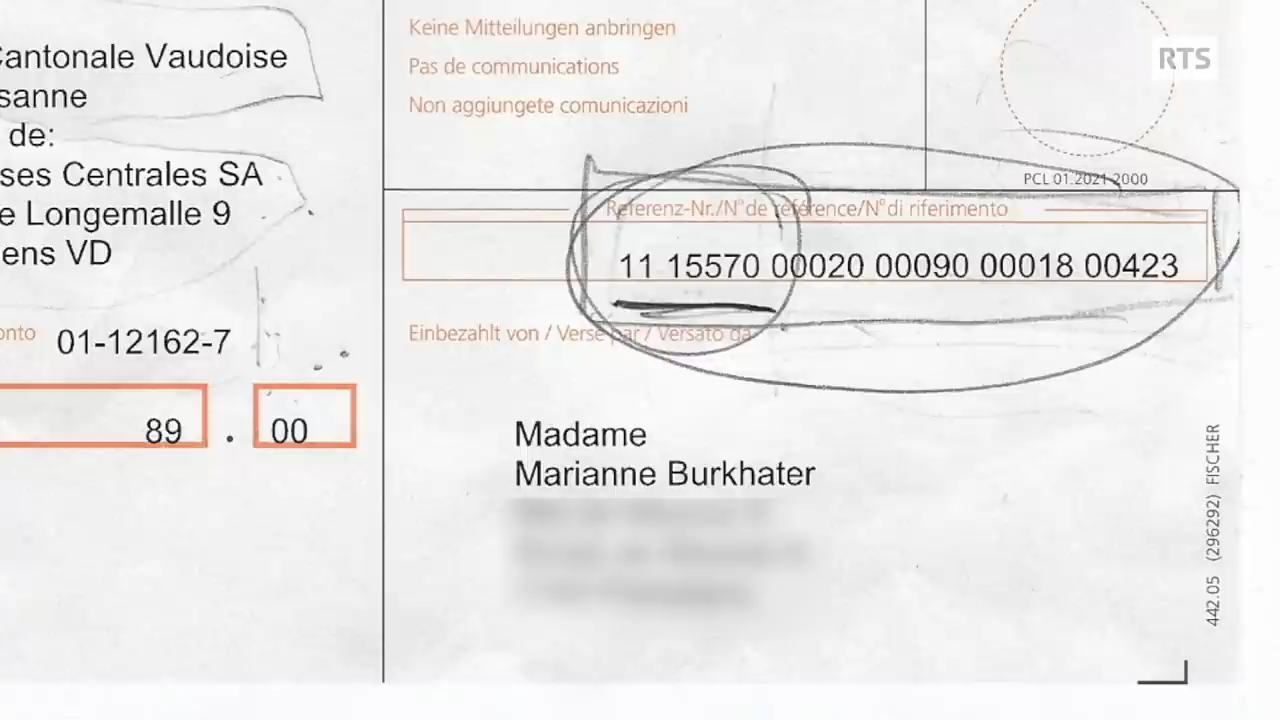 Cantonale Vaudoise
sanne
de:
ses Centrales SA
e Longemalle 9
ens VD
onto 01-12162-7
89 . 00
Keine Mitteilungen anbringen
Pas de communications
Non aggiungete comunicazioni
RTS
PCL 01.2021 2000
Referenz-Nr./N° de référence/N° di riferimento
11 15570 00020 00090 00018 00423
Einbezahlt von / Versé par / Versato da
Madame
Marianne Burkhater
442.05 (296292) FISCHER